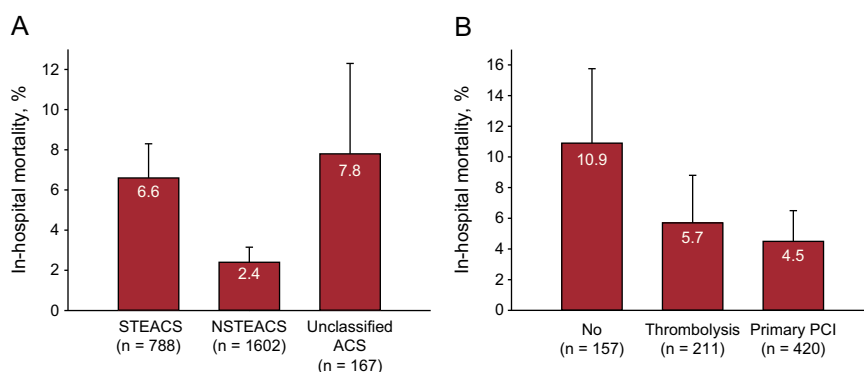 A
In-hospital mortality, %
12
10
8
6
4
2
0
6.6
2.4
7.8
STEACS
(n = 788)
NSTEACS
(n = 1602)
Unclassified
ACS
(n = 167)
B
In-hospital mortality, %
16
14
12
10
8
6
4
2
0
10.9
5.7
4.5
No
(n = 157)
Thrombolysis
(n = 211)
Primary PCI
(n = 420)